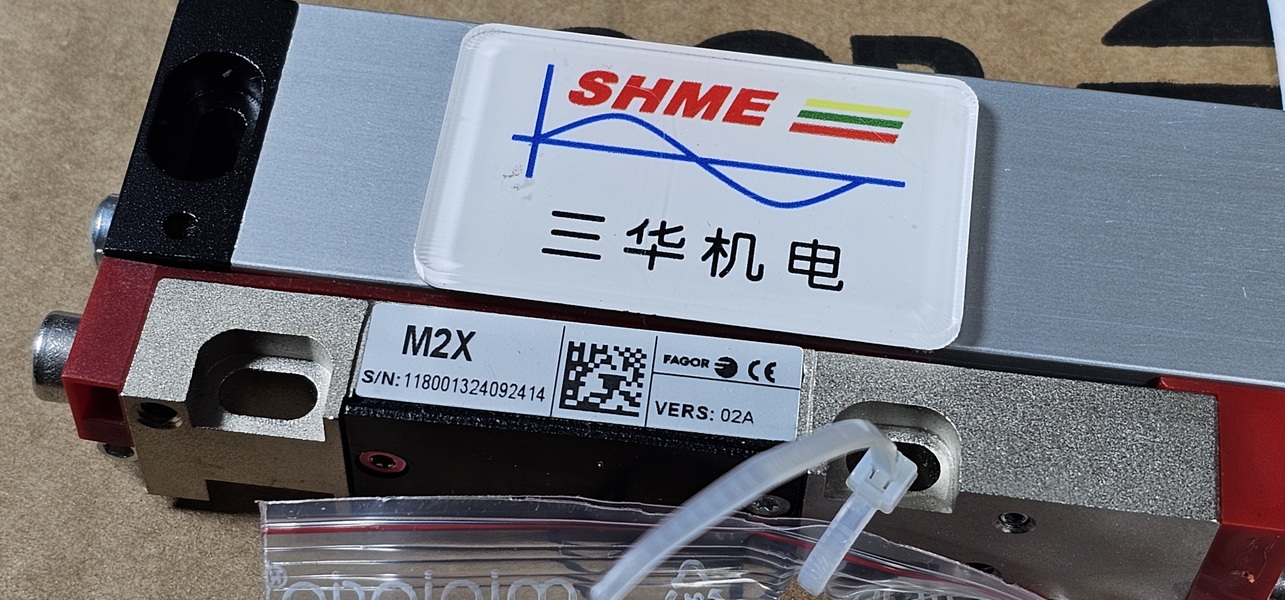 SHME
三华机电
M2X
S/N: 118001324092414
FAGOR CE
VERS: 02A